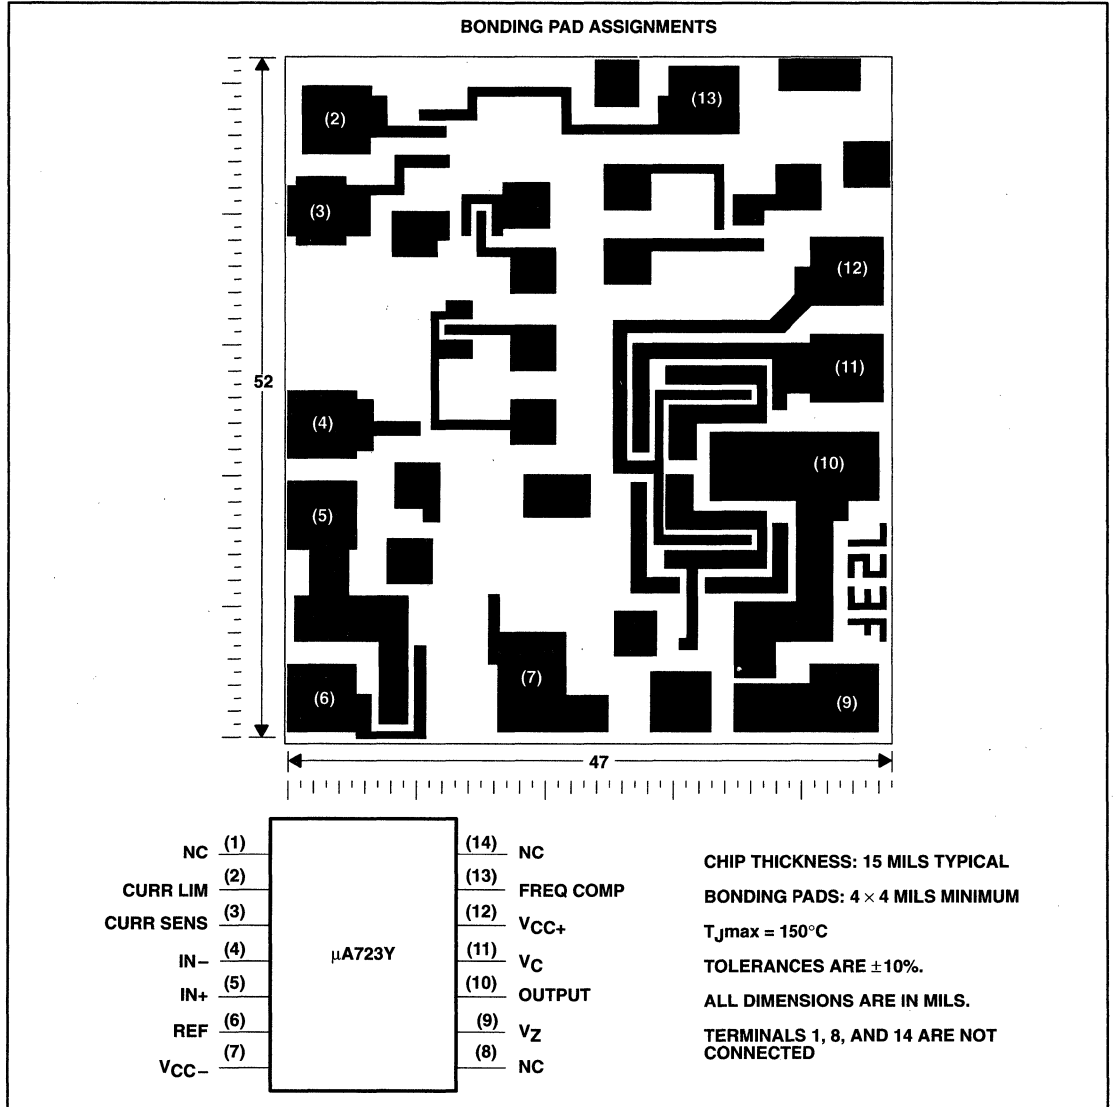 BONDING PAD ASSIGNMENTS
(2)
(13)
(3)
(12)
(11)
52
(4)
(10)
(5)
723F
(7)
(6)
(9)
47
NC (1)
CURR LIM (2)
CURR SENS (3)
IN− (4)
IN+ (5)
REF (6)
VCC− (7)
μA723Y
(14) NC
(13) FREQ COMP
(12) VCC+
(11) VC
(10) OUTPUT
(9) VZ
(8) NC
CHIP THICKNESS: 15 MILS TYPICAL
BONDING PADS: 4 × 4 MILS MINIMUM
TJmax = 150°C
TOLERANCES ARE ±10%.
ALL DIMENSIONS ARE IN MILS.
TERMINALS 1, 8, AND 14 ARE NOT
CONNECTED